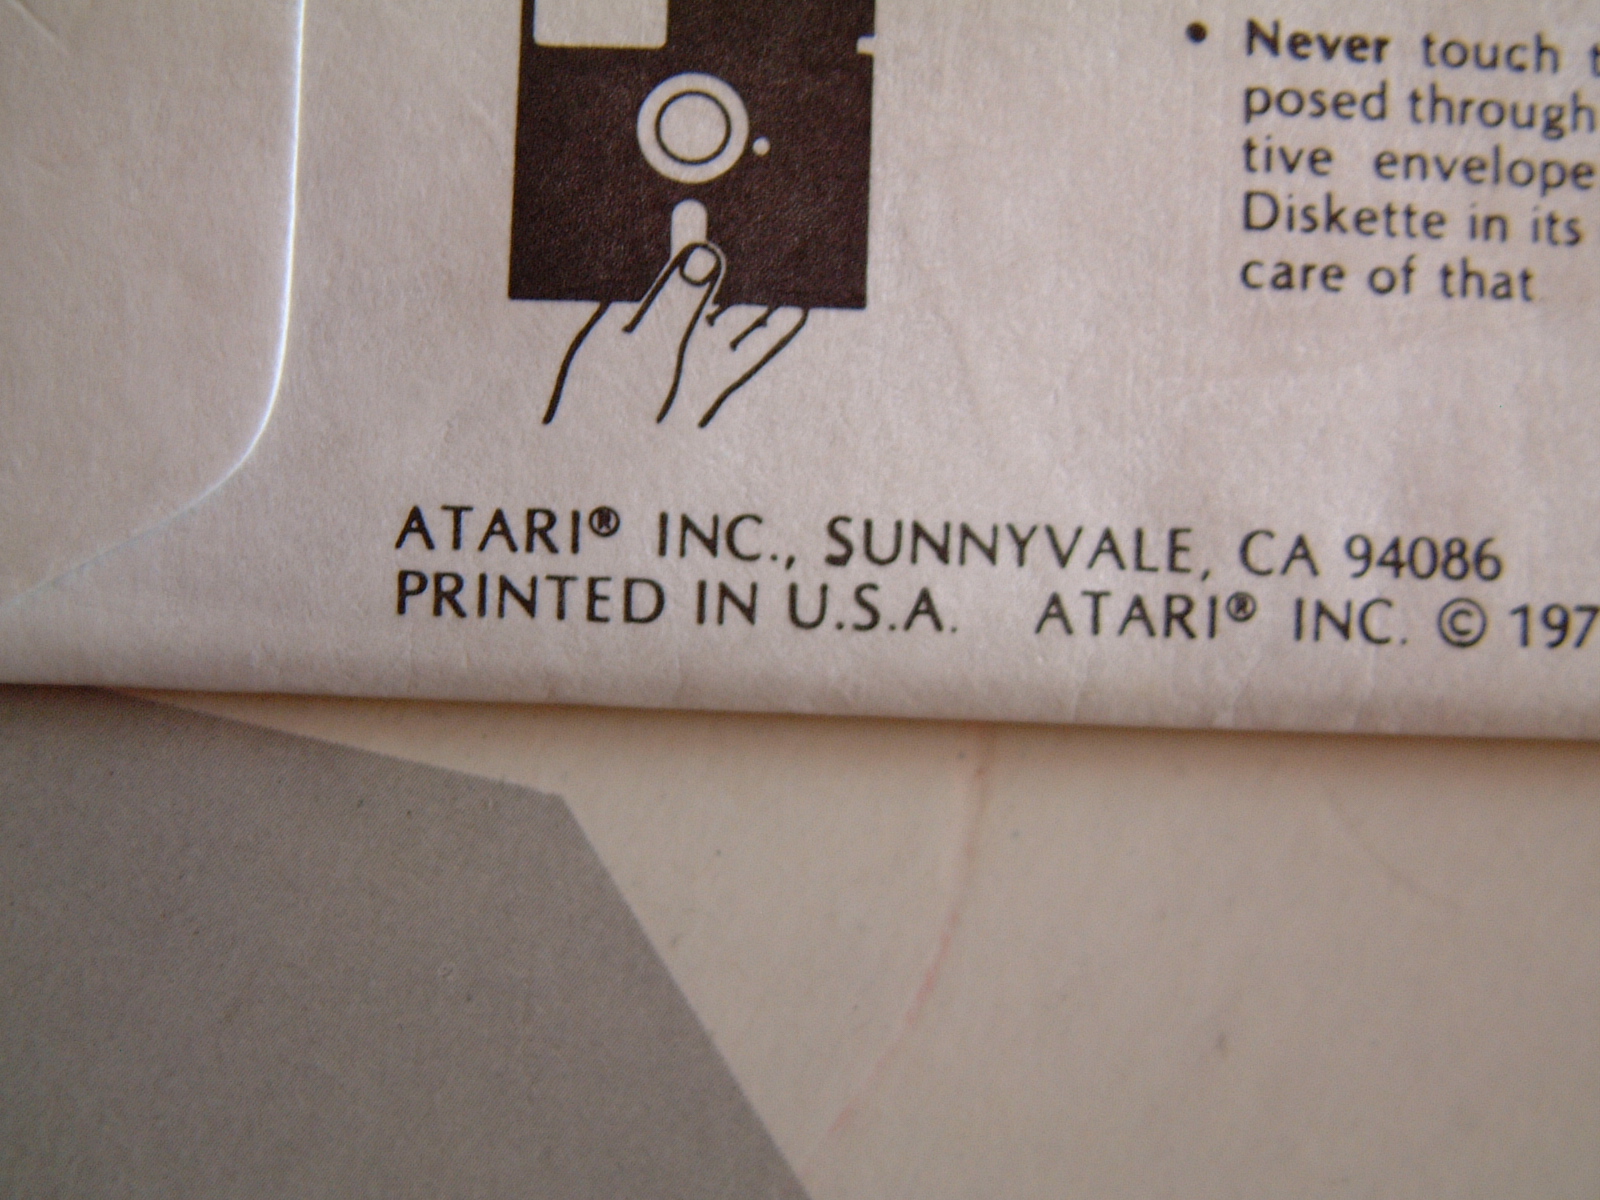 • Never touch t
posed through
tive envelope
Diskette in its
care of that
ATARI® INC., SUNNYVALE, CA 94086
PRINTED IN U.S.A. ATARI® INC. © 197